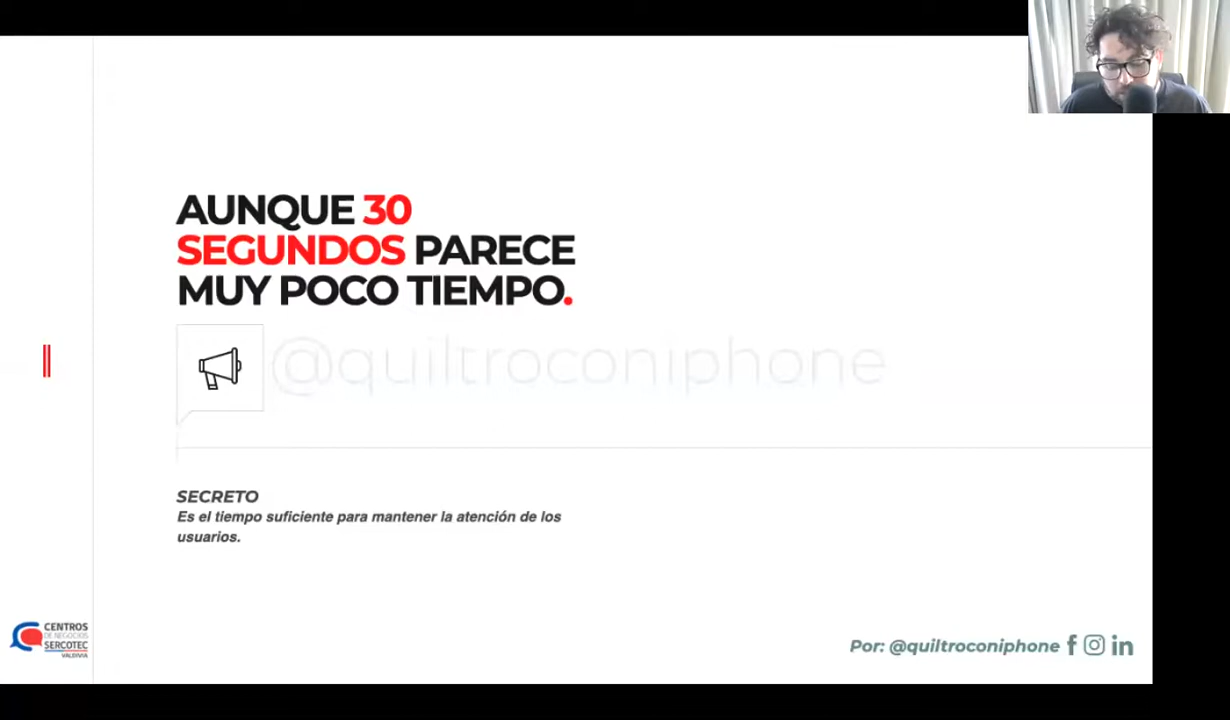 AUNQUE 30
SEGUNDOS PARECE
MUY POCO TIEMPO.
@quiltroconiphone
SECRETO
Es el tiempo suficiente para mantener la atención de los
usuarios.
CENTROS
DE NEGOCIOS
SERCOTEC
VALDIVIA
Por: @quiltroconiphone